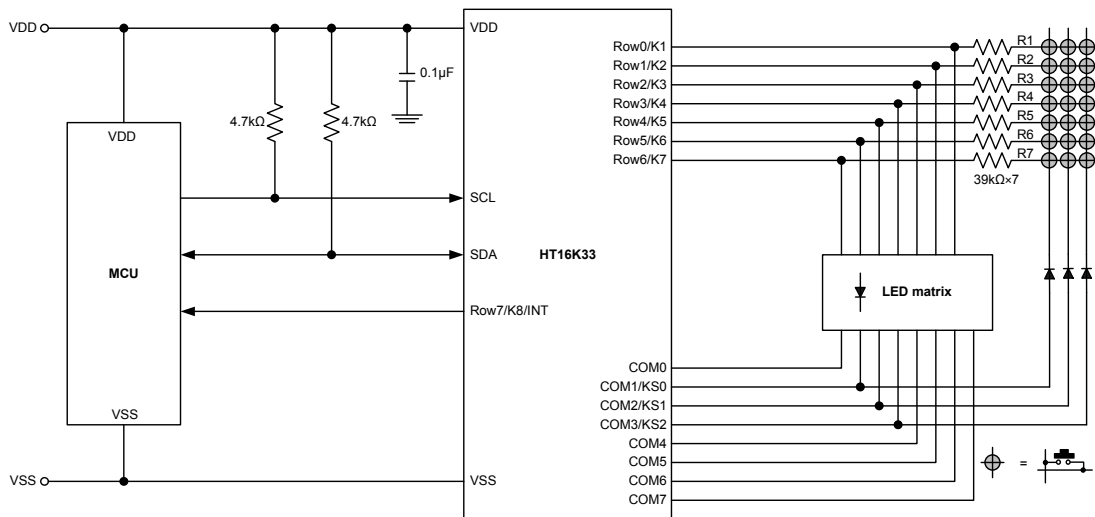 VDD
VDD
VDD
4.7kΩ
4.7kΩ
0.1µF
MCU
VSS
VSS
SCL
SDA
HT16K33
Row7/K8/INT
VSS
Row0/K1
Row1/K2
Row2/K3
Row3/K4
Row4/K5
Row5/K6
Row6/K7
R1
R2
R3
R4
R5
R6
R7
39kΩ×7
LED matrix
COM0
COM1/KS0
COM2/KS1
COM3/KS2
COM4
COM5
COM6
COM7
=